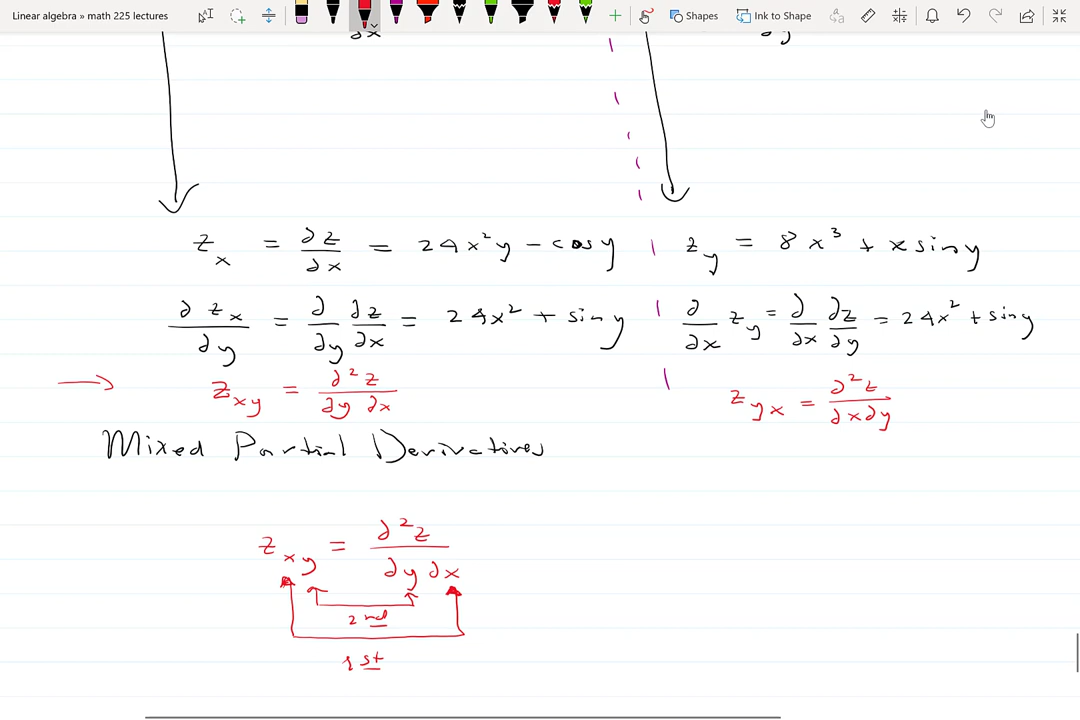 Linear algebra » math 225 lectures
Shapes Ink to Shape
∂x ∂y
z_x = ∂z/∂x = 24x²y - cos y
z_y = 8x³ + x sin y
∂z_x/∂y = ∂/∂y ∂z/∂x = 24x² + sin y
∂/∂x z_y = ∂/∂x ∂z/∂y = 24x² + sin y
→ z_xy = ∂²z/∂y ∂x
z_yx = ∂²z/∂x∂y
Mixed Partial Derivatives
z_xy = ∂²z/∂y ∂x
2nd
1st